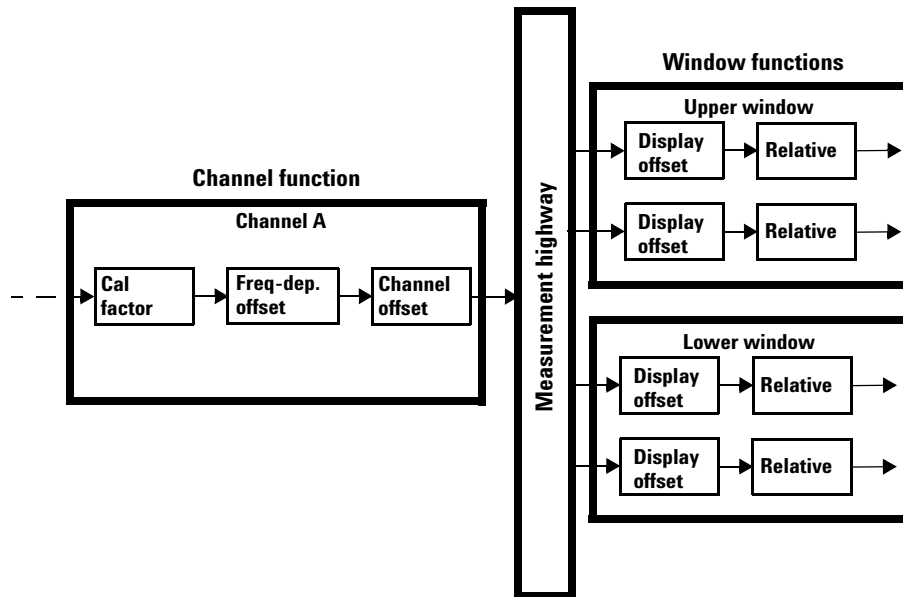 Channel function
Channel A
Cal
factor
Freq-dep.
offset
Channel
offset
Measurement highway
Window functions
Upper window
Display
offset
Relative
Display
offset
Relative
Lower window
Display
offset
Relative
Display
offset
Relative